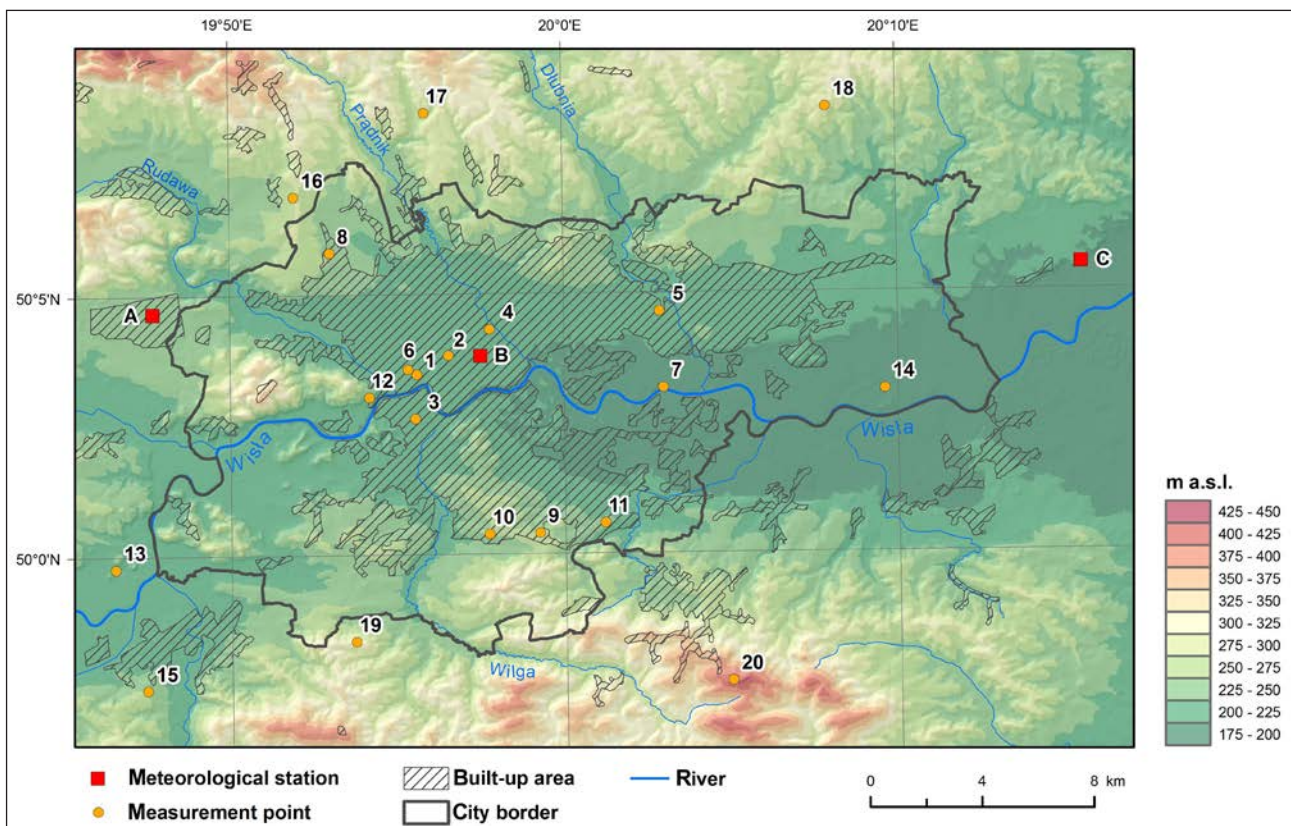 19°50'E 20°0'E 20°10'E
17
18
Prądnik
Dłubnia
Rudawa
16
8
C
50°5'N
A
5
4
2
B
6 1
7
14
12
3
Wisła
Wisła
11
10 9
50°0'N
13
19
15
Wilga
20
m a.s.l.
425 - 450
400 - 425
375 - 400
350 - 375
325 - 350
300 - 325
275 - 300
250 - 275
225 - 250
200 - 225
175 - 200
Meteorological station
Built-up area
River
Measurement point
City border
0 4 8 km